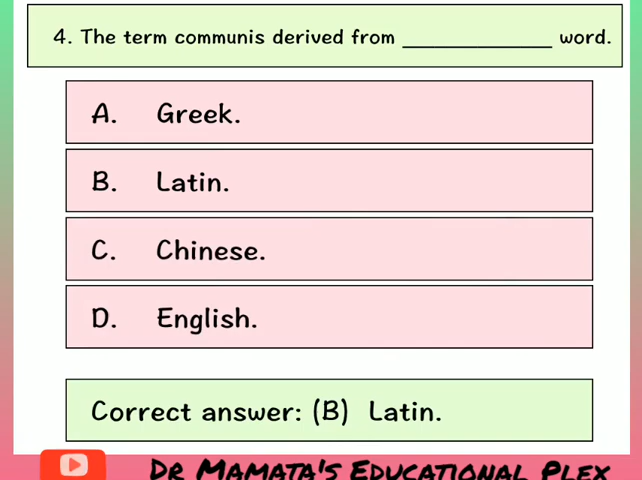 4. The term communis derived from ____________ word.
A. Greek.
B. Latin.
C. Chinese.
D. English.
Correct answer: (B) Latin.
Dr Mamata's Educational Plex